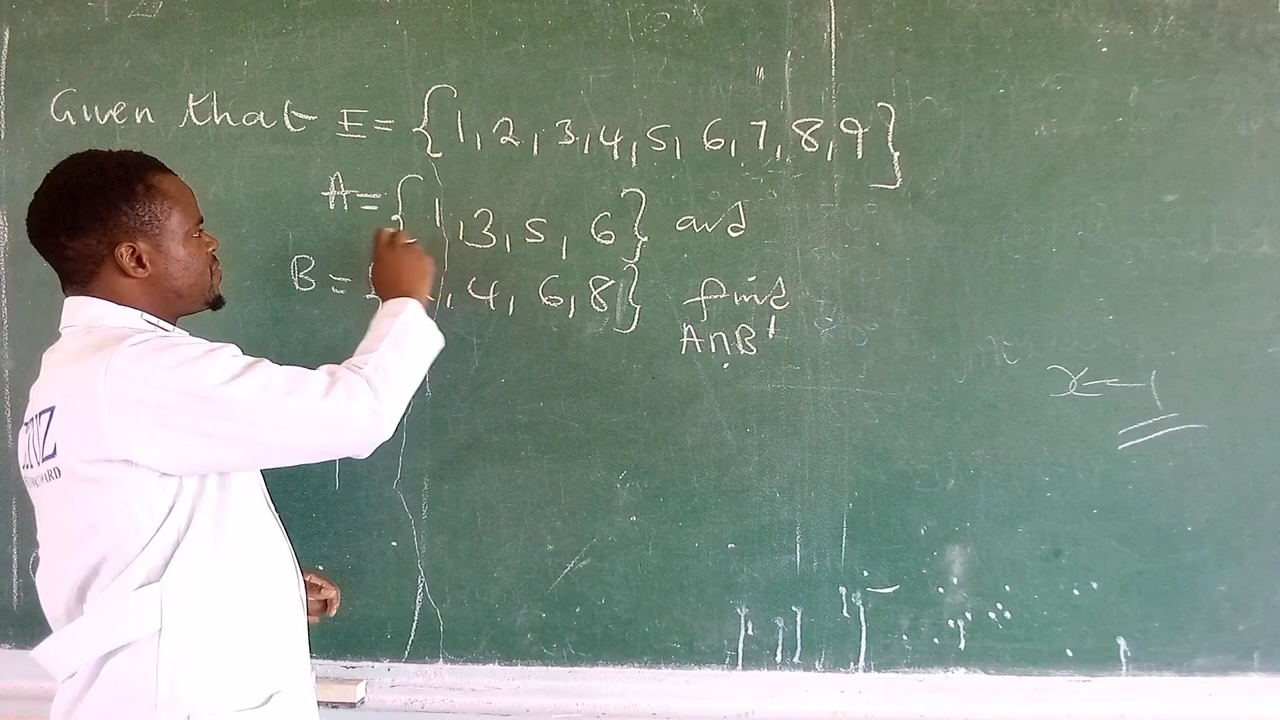 Given that E = {1, 2, 3, 4, 5, 6, 7, 8, 9}
A = {1, 3, 5, 6} and
B = { , 4, 6, 8} find
A∩B'
x = -1